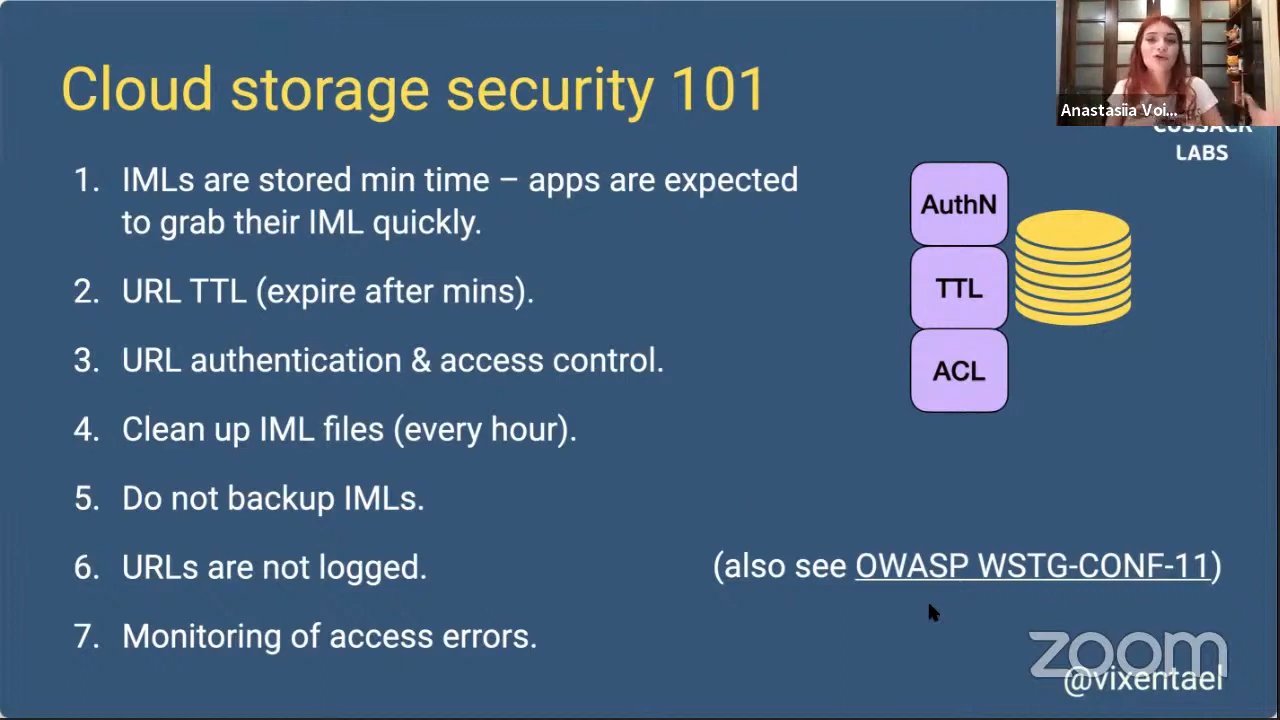 Cloud storage security 101
Anastasiia Voi...
COSSACK
LABS
1. IMLs are stored min time – apps are expected
to grab their IML quickly.
2. URL TTL (expire after mins).
3. URL authentication & access control.
4. Clean up IML files (every hour).
5. Do not backup IMLs.
6. URLs are not logged.
7. Monitoring of access errors.
AuthN
TTL
ACL
(also see OWASP WSTG-CONF-11)
zoom
@vixentael